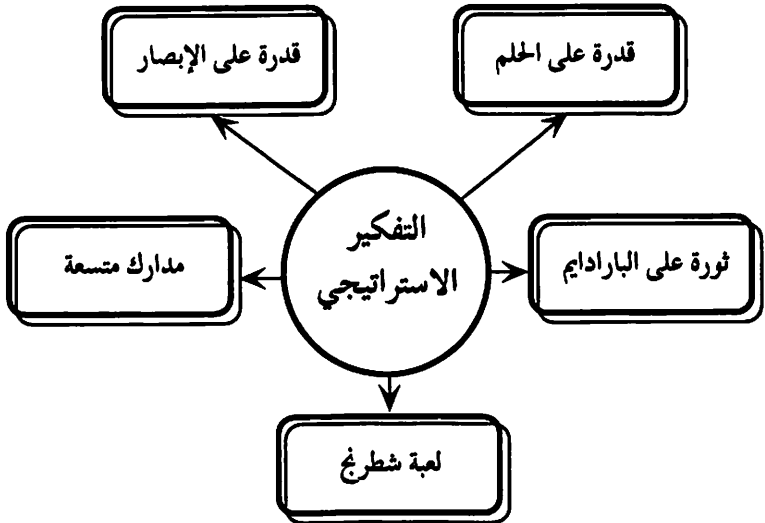 قدرة على الحلم
قدرة على الإبصار
التفكير
الاستراتيجي
ثورة على البارادايم
مدارك متسعة
لعبة شطرنج